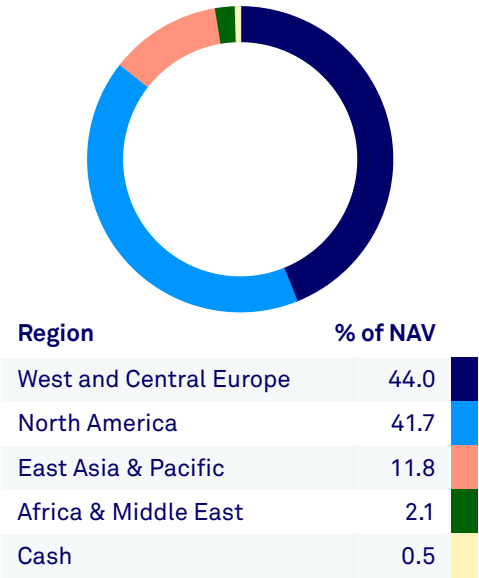 Region % of NAV
West and Central Europe 44.0
North America 41.7
East Asia & Pacific 11.8
Africa & Middle East 2.1
Cash 0.5